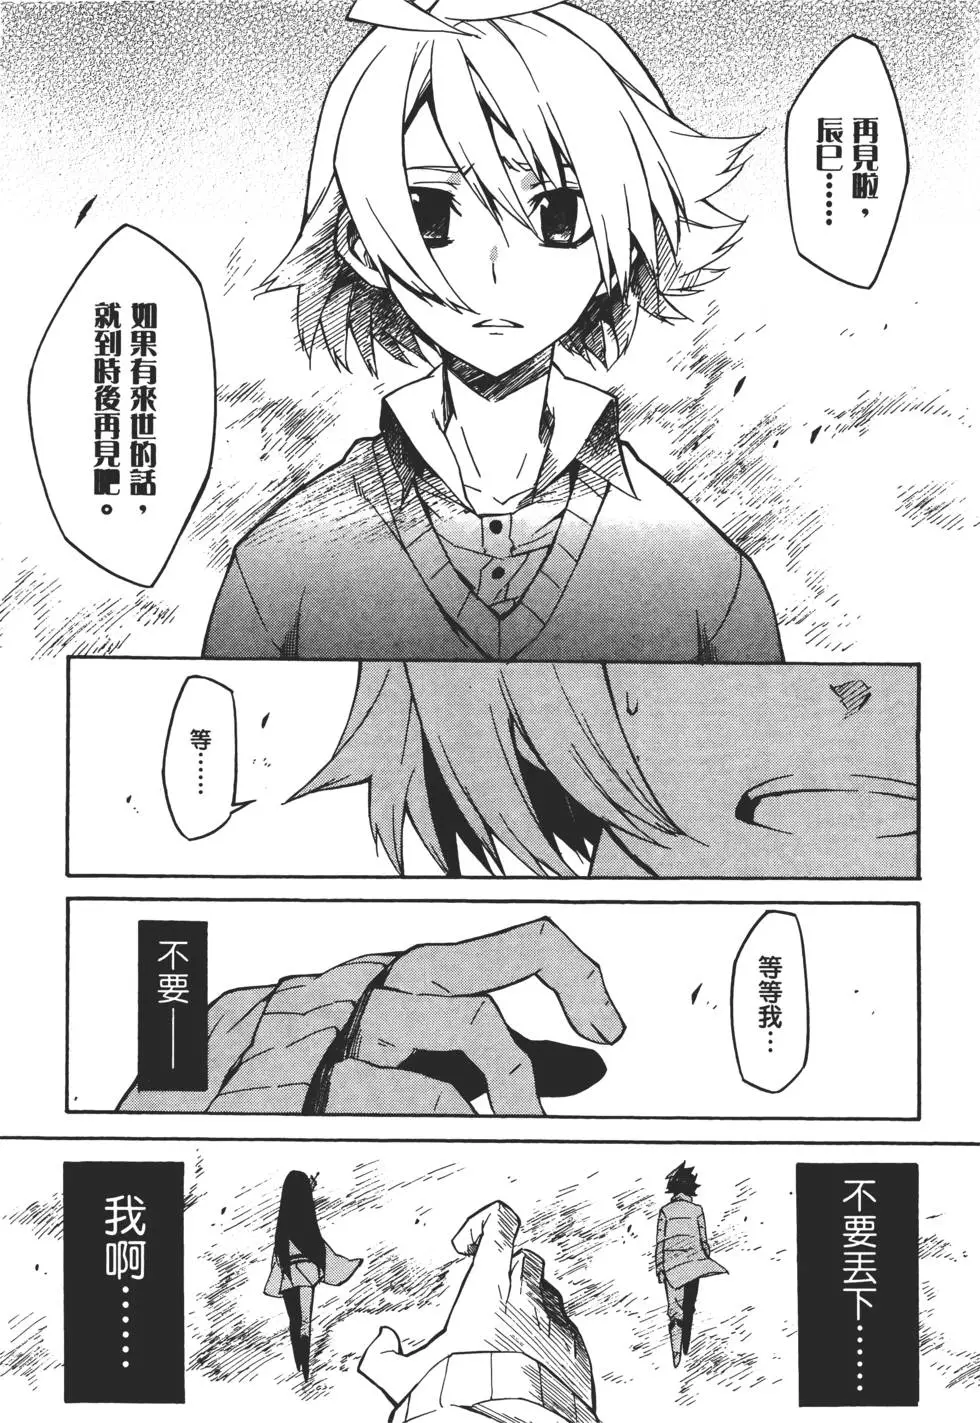 再見啦，
辰巳……
如果有來世的話，
就到時後再見吧。
等……
等等我…
不要——
不要丟下……
我啊……